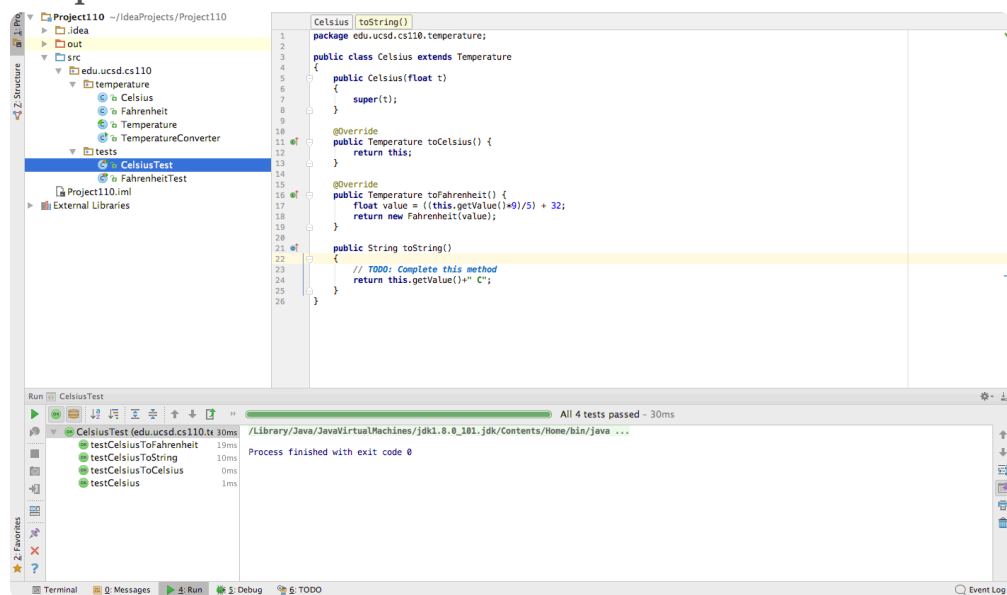 1: Pro
Project110 ~/IdeaProjects/Project110
.idea
out
src
edu.ucsd.cs110
temperature
Celsius
Fahrenheit
Temperature
TemperatureConverter
tests
CelsiusTest
FahrenheitTest
Project110.iml
External Libraries
Z: Structure
Celsius toString()
1 package edu.ucsd.cs110.temperature;
2
3 public class Celsius extends Temperature
4 {
5 public Celsius(float t)
6 {
7 super(t);
8 }
9
10 @Override
11 public Temperature toCelsius() {
12 return this;
13 }
14
15 @Override
16 public Temperature toFahrenheit() {
17 float value = ((this.getValue()*9)/5) + 32;
18 return new Fahrenheit(value);
19 }
20
21 public String toString()
22 {
23 // TODO: Complete this method
24 return this.getValue()+" C";
25 }
26 }
Run CelsiusTest
All 4 tests passed – 30ms
CelsiusTest (edu.ucsd.cs110.te 30ms
testCelsiusToFahrenheit 19ms
testCelsiusToString 10ms
testCelsiusToCelsius 0ms
testCelsius 1ms
/Library/Java/JavaVirtualMachines/jdk1.8.0_101.jdk/Contents/Home/bin/java ...
Process finished with exit code 0
2: Favorites
Terminal 0: Messages 4: Run 5: Debug 6: TODO Event Log